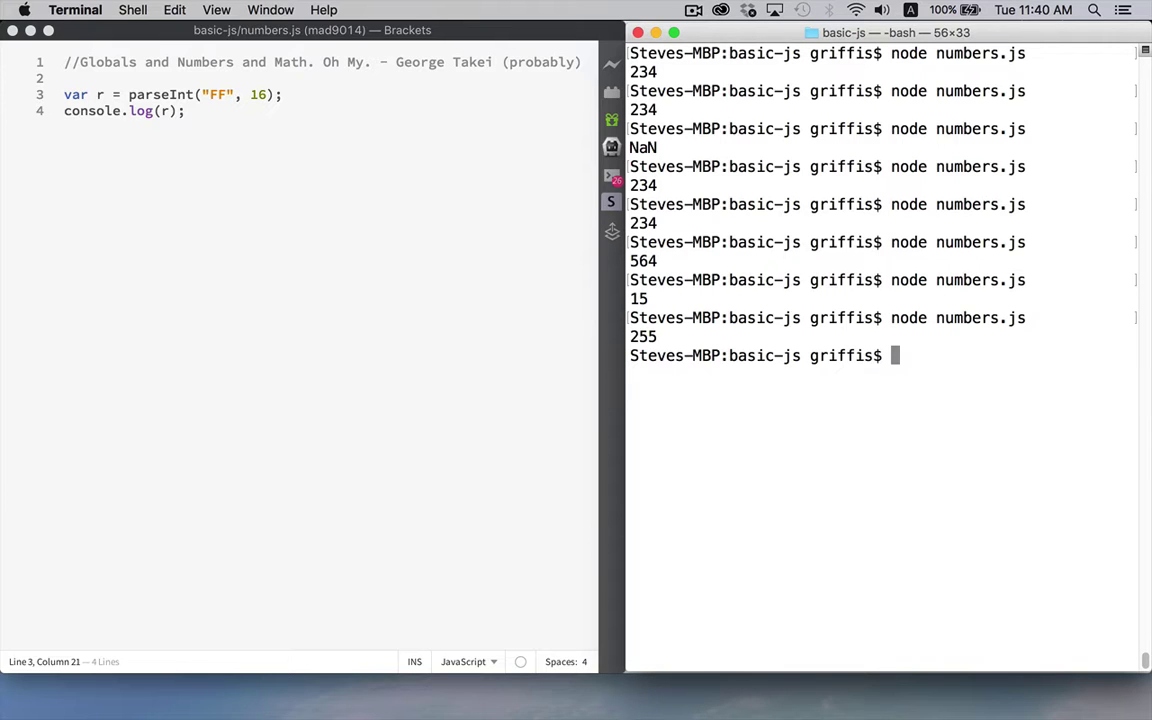 Terminal Shell Edit View Window Help 100% Tue 11:40 AM
basic-js/numbers.js (mad9014) — Brackets
1 //Globals and Numbers and Math. Oh My. - George Takei (probably)
2
3 var r = parseInt("FF", 16);
4 console.log(r);
26
S
Line 3, Column 21 — 4 Lines
INS JavaScript Spaces: 4
basic-js — -bash — 56×33
Steves-MBP:basic-js griffis$ node numbers.js
234
Steves-MBP:basic-js griffis$ node numbers.js
234
Steves-MBP:basic-js griffis$ node numbers.js
NaN
Steves-MBP:basic-js griffis$ node numbers.js
234
Steves-MBP:basic-js griffis$ node numbers.js
234
Steves-MBP:basic-js griffis$ node numbers.js
564
Steves-MBP:basic-js griffis$ node numbers.js
15
Steves-MBP:basic-js griffis$ node numbers.js
255
Steves-MBP:basic-js griffis$